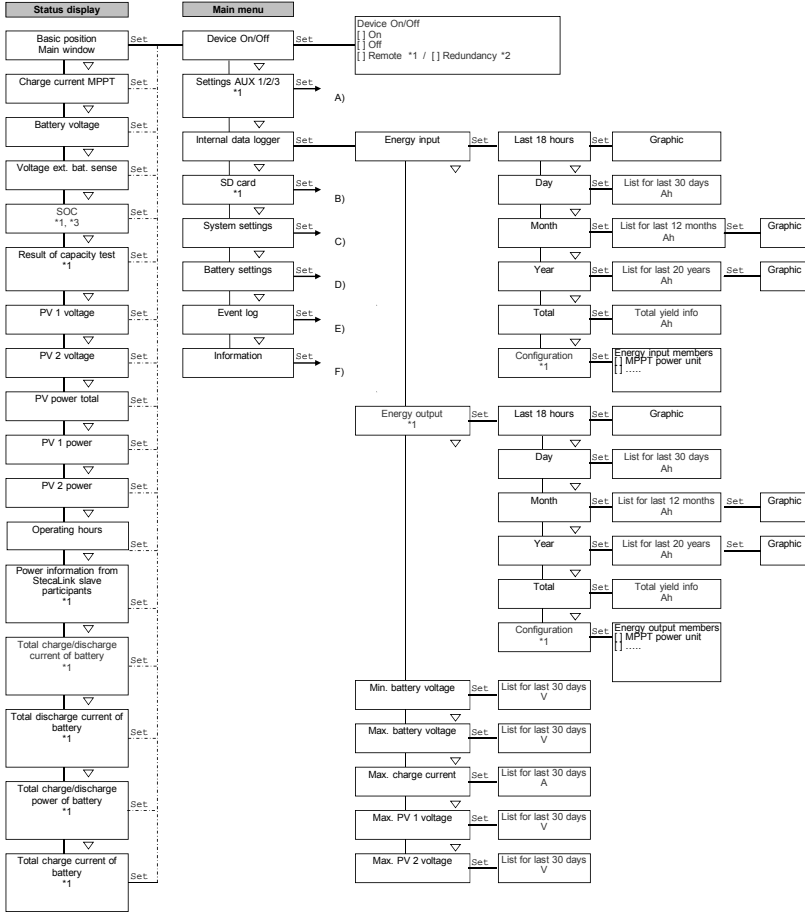 Status display
Main menu
Basic position
Main window
Set
Device On/Off
Set
Device On/Off
[ ] On
[ ] Off
[ ] Remote *1 / [ ] Redundancy *2
Charge current MPPT
Set
Settings AUX 1/2/3
*1
Set
A)
Battery voltage
Set
Internal data logger
Set
Energy input
Set
Last 18 hours
Set
Graphic
Voltage ext. bat. sense
Set
SD card
*1
Set
B)
Day
Set
List for last 30 days
Ah
SOC
*1, *3
Set
System settings
Set
C)
Month
Set
List for last 12 months
Ah
Set
Graphic
Result of capacity test
*1
Set
Battery settings
Set
D)
Year
Set
List for last 20 years
Ah
Set
Graphic
PV 1 voltage
Set
Event log
Set
E)
Total
Set
Total yield info
Ah
PV 2 voltage
Set
Information
Set
F)
Configuration
*1
Set
Energy input members
[ ] MPPT power unit
[ ] .....
PV power total
Set
Energy output
*1
Set
Last 18 hours
Set
Graphic
PV 1 power
Set
Day
Set
List for last 30 days
Ah
PV 2 power
Set
Month
Set
List for last 12 months
Ah
Set
Graphic
Operating hours
Set
Year
Set
List for last 20 years
Ah
Set
Graphic
Power information from
StecaLink slave
participants
*1
Set
Total
Set
Total yield info
Ah
Total charge/discharge
current of battery
*1
Set
Configuration
*1
Set
Energy output members
[ ] MPPT power unit
[ ] .....
Total discharge current of
battery
*1
Set
Min. battery voltage
Set
List for last 30 days
V
Max. battery voltage
Set
List for last 30 days
V
Total charge/discharge
power of battery
*1
Set
Max. charge current
Set
List for last 30 days
A
Max. PV 1 voltage
Set
List for last 30 days
V
Total charge current of
battery
*1
Set
Max. PV 2 voltage
Set
List for last 30 days
V